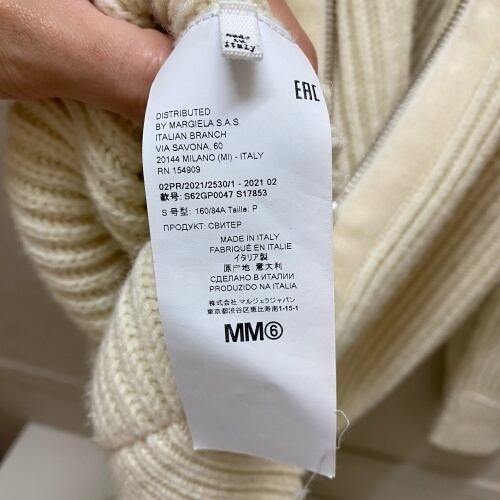 made
in
italy
EAC
DISTRIBUTED
BY MARGIELA S.A.S.
ITALIAN BRANCH
VIA SAVONA, 60
20144 MILANO (MI) - ITALY
RN 154909
02PR/2021/2530/1 - 2021 02
款号: S62GP0047 S17853
S 号型: 160/84A Taille: P
ПРОДУКТ: СВИТЕР
MADE IN ITALY
FABRIQUÉ EN ITALIE
イタリア製
原产地: 意大利
СДЕЛАНО В ИТАЛИИ
PRODUZIDO NA ITALIA
株式会社 マルジェラジャパン
東京都渋谷区恵比寿南1-15-1
MM⑥